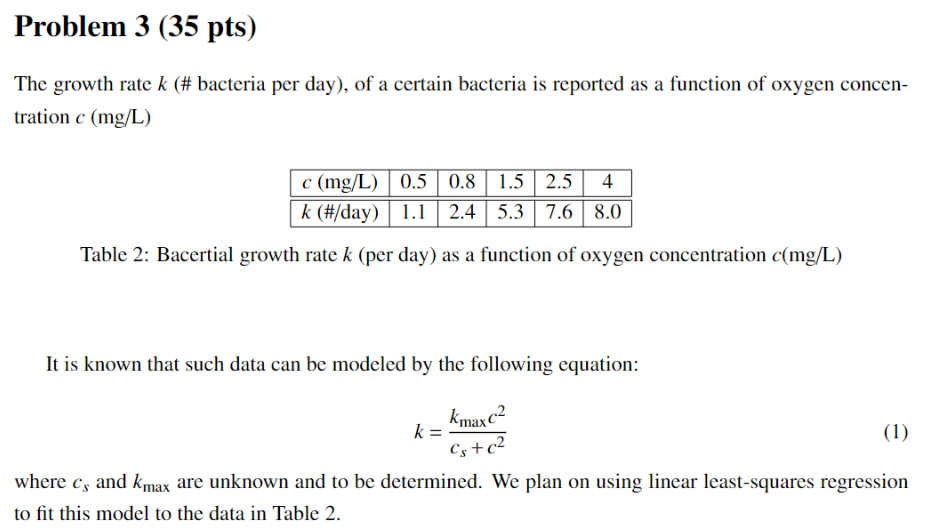 Problem 3 (35 pts)
The growth rate k (# bacteria per day), of a certain bacteria is reported as a function of oxygen concen-
tration c (mg/L)
c (mg/L) 0.5 0.8 1.5 2.5 4
k (#/day) 1.1 2.4 5.3 7.6 8.0
Table 2: Bacertial growth rate k (per day) as a function of oxygen concentration c(mg/L)
It is known that such data can be modeled by the following equation:
k = \frac{k_{max}c^2}{c_s + c^2} (1)
where c_s and k_{max} are unknown and to be determined. We plan on using linear least-squares regression
to fit this model to the data in Table 2.